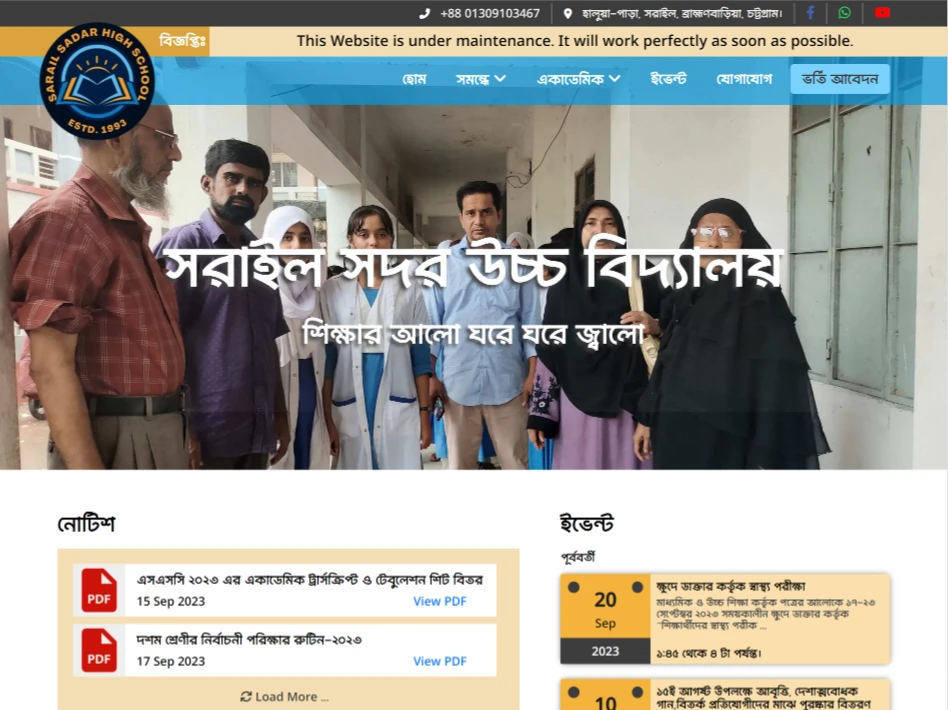 +88 01309103467
হালুয়া-পাড়া, সরাইল, ব্রাহ্মণবাড়িয়া, চট্টগ্রাম।
SARAIL SADAR HIGH SCHOOL
ESTD. 1993
বিজ্ঞপ্তিঃ
This Website is under maintenance. It will work perfectly as soon as possible.
হোম সমন্ধে একাডেমিক ইভেন্ট যোগাযোগ ভর্তি আবেদন
সরাইল সদর উচ্চ বিদ্যালয়
শিক্ষার আলো ঘরে ঘরে জ্বালো
নোটিশ
PDF
এসএসসি ২০২৩ এর একাডেমিক ট্রান্সক্রিপ্ট ও টেবুলেশন শিট বিতর
15 Sep 2023 View PDF
PDF
দশম শ্রেণীর নির্বাচনী পরিক্ষার রুটিন-২০২৩
17 Sep 2023 View PDF
Load More ...
ইভেন্ট
পূর্ববর্তী
20
Sep
2023
ক্ষুদে ডাক্তার কর্তৃক স্বাস্থ্য পরীক্ষা
মাধ্যমিক ও উচ্চ শিক্ষা কর্তৃক পত্রের আলোকে ১৭-২৩
সেপ্টেম্বর ২০২৩ সময়কালীন ক্ষুদে ডাক্তার কর্তৃক
"শিক্ষার্থীদের স্বাস্থ্য পরীক ...
১:৪৫ থেকে ৪ টা পর্যন্ত।
10
১৫ই আগস্ট উপলক্ষে আবৃত্তি, দেশাত্মবোধক
গান,বিতর্ক প্রতিযোগীদের মাঝে পুরষ্কার বিতরণ